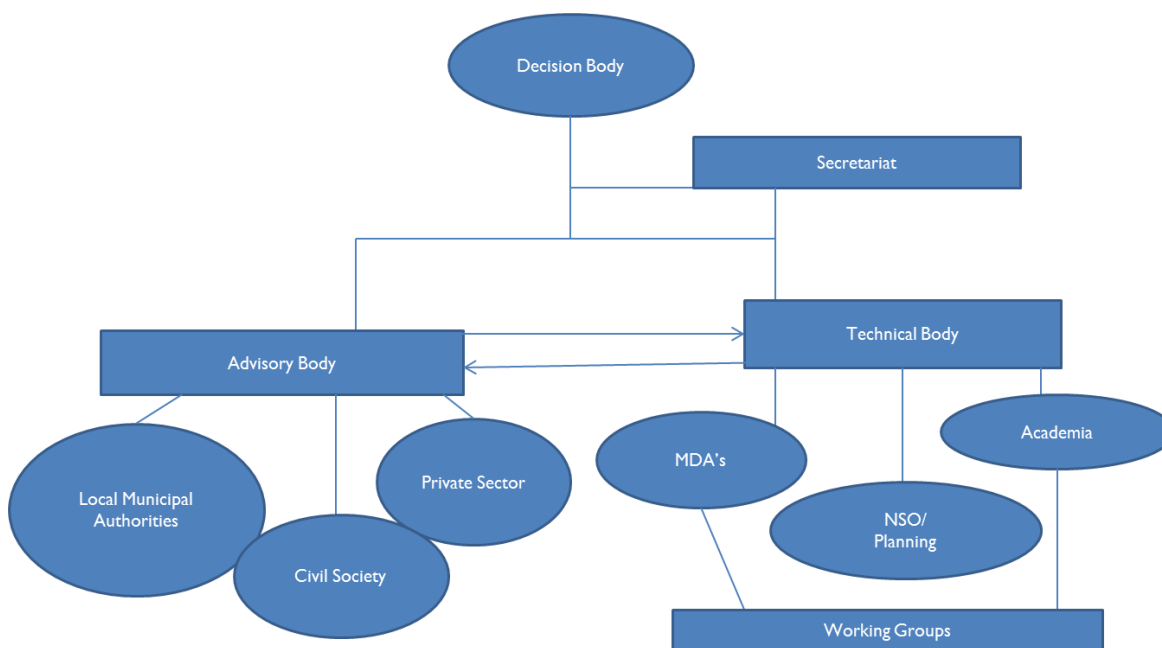 Decision Body
Secretariat
Technical Body
Advisory Body
Academia
MDA's
Private Sector
Local Municipal
Authorities
NSO/
Planning
Civil Society
Working Groups